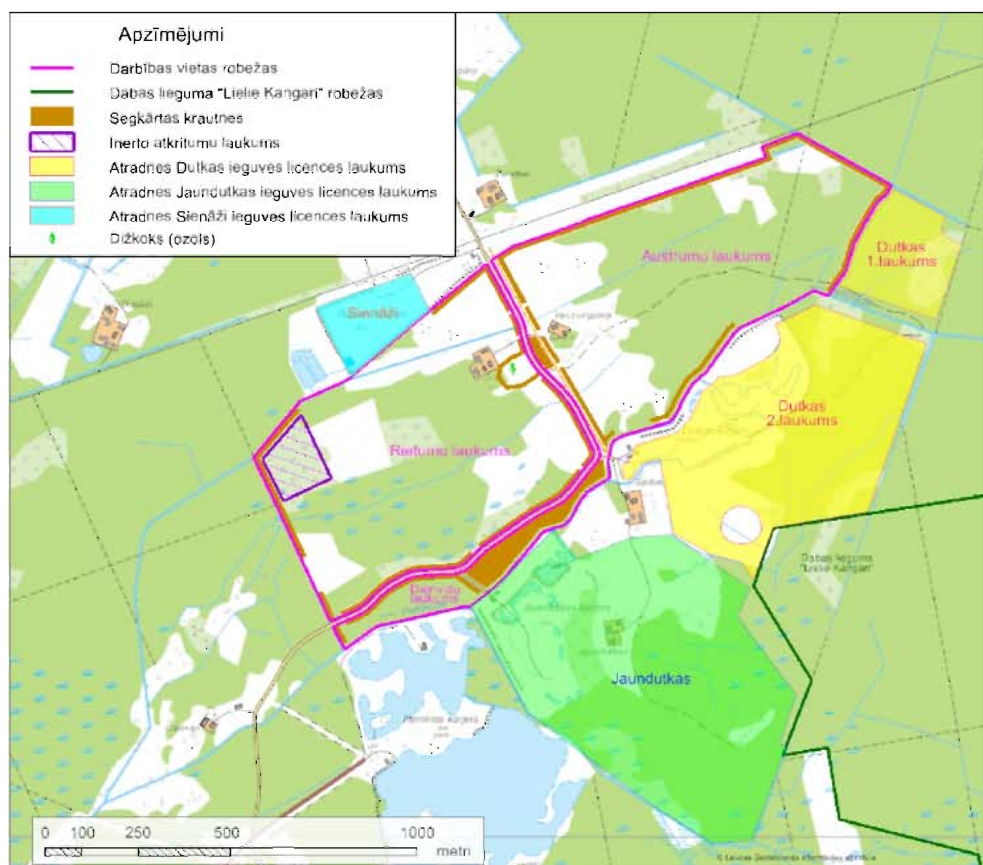 Apzīmējumi
Darbības vietas robežas
Dabas lieguma "Lielie Kangari" robežas
Segkārtas krautnes
Inerto atkritumu laukums
Atradnes Dutkas ieguves licences laukums
Atradnes Jaundutkas ieguves licences laukums
Atradnes Sienāži ieguves licences laukums
Dižkoks (ozols)
Austrumu laukums
Dutkas
1.laukums
Sienāži
Dutkas
2.laukums
Rietumu laukums
Dabas liegums
"Lielie Kangari"
Dienvidu
laukums
Jaundutkas
0 100 250 500 1000
metri